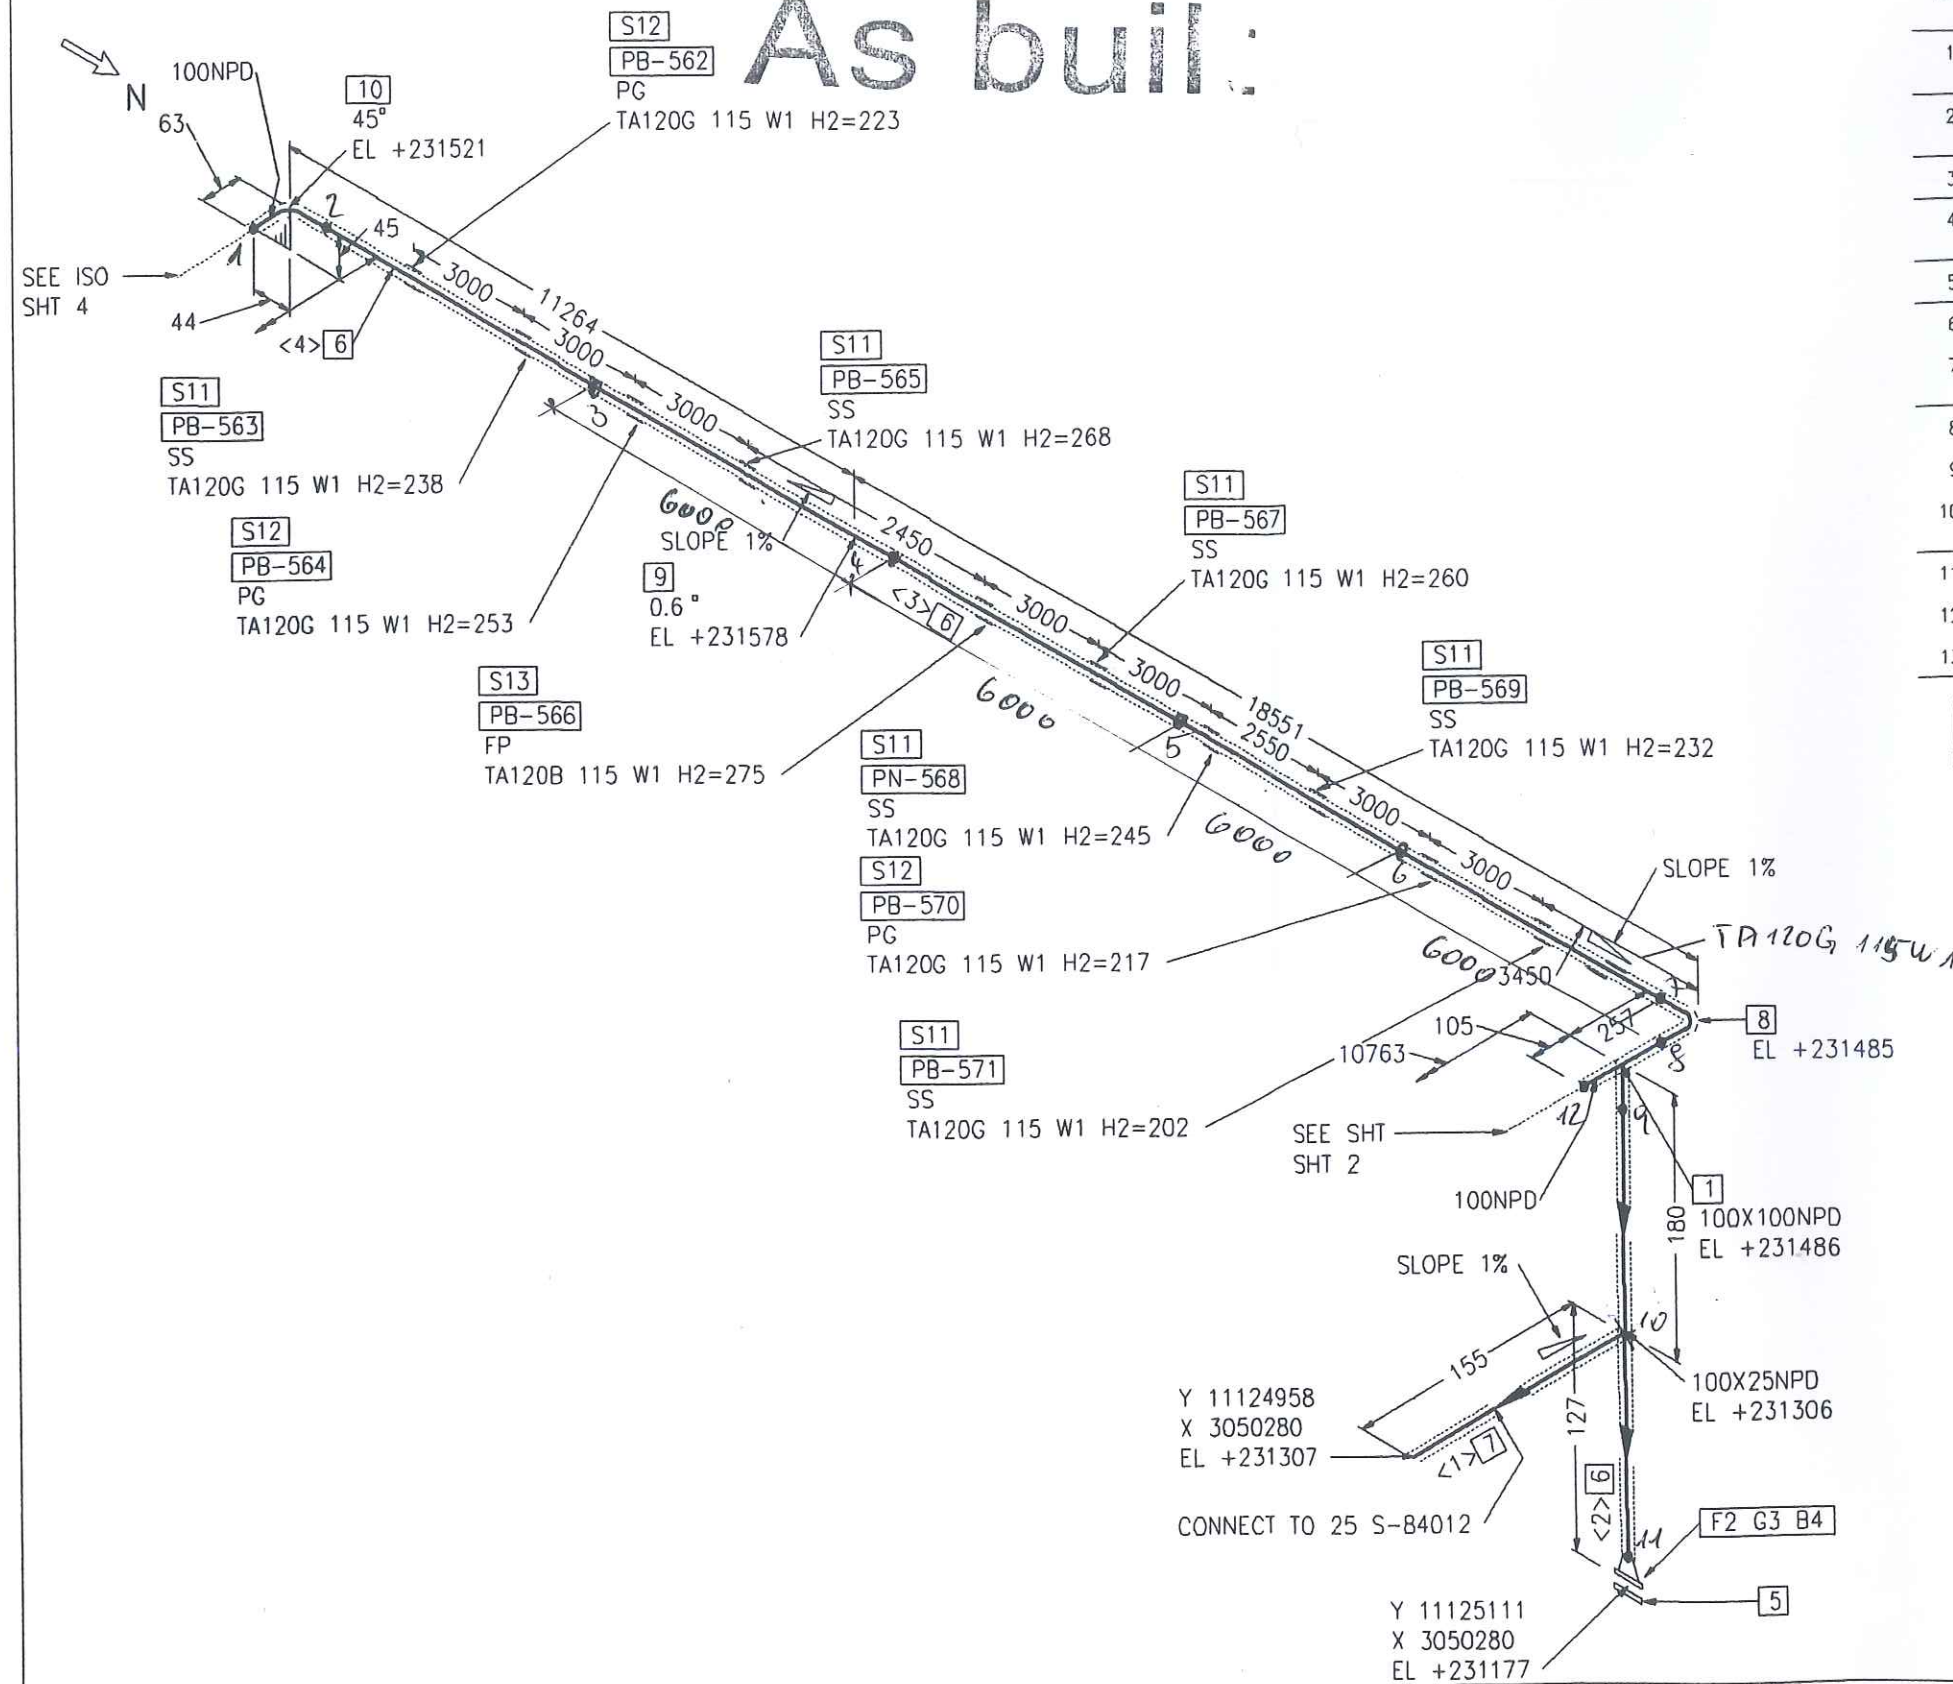 As buil
N
100NPD
63
10
45°
EL +231521
S12
PB-562
PG
TA120G 115 W1 H2=223
1
2
45
SEE ISO
SHT 4
44
<4> 6
3000
11264
3000
3000
3
S11
PB-563
SS
TA120G 115 W1 H2=238
S11
PB-565
SS
TA120G 115 W1 H2=268
S12
PB-564
PG
TA120G 115 W1 H2=253
6000
SLOPE 1%
9
0.6°
EL +231578
4
<3> 6
2450
3000
3000
18551
2550
3000
3000
S11
PB-567
SS
TA120G 115 W1 H2=260
S13
PB-566
FP
TA120B 115 W1 H2=275
6000
5
S11
PB-569
SS
TA120G 115 W1 H2=232
S11
PN-568
SS
TA120G 115 W1 H2=245
6000
6
S12
PB-570
PG
TA120G 115 W1 H2=217
SLOPE 1%
TA120G 115 W1
6000
3450
7
S11
PB-571
SS
TA120G 115 W1 H2=202
105
257
10763
8
8
EL +231485
12
9
SEE SHT
SHT 2
100NPD
1
100X100NPD
EL +231486
180
SLOPE 1%
10
155
127
100X25NPD
EL +231306
Y 11124958
X 3050280
EL +231307
<1> 7
CONNECT TO 25 S-84012
<2> 6
F2 G3 B4
11
5
Y 11125111
X 3050280
EL +231177